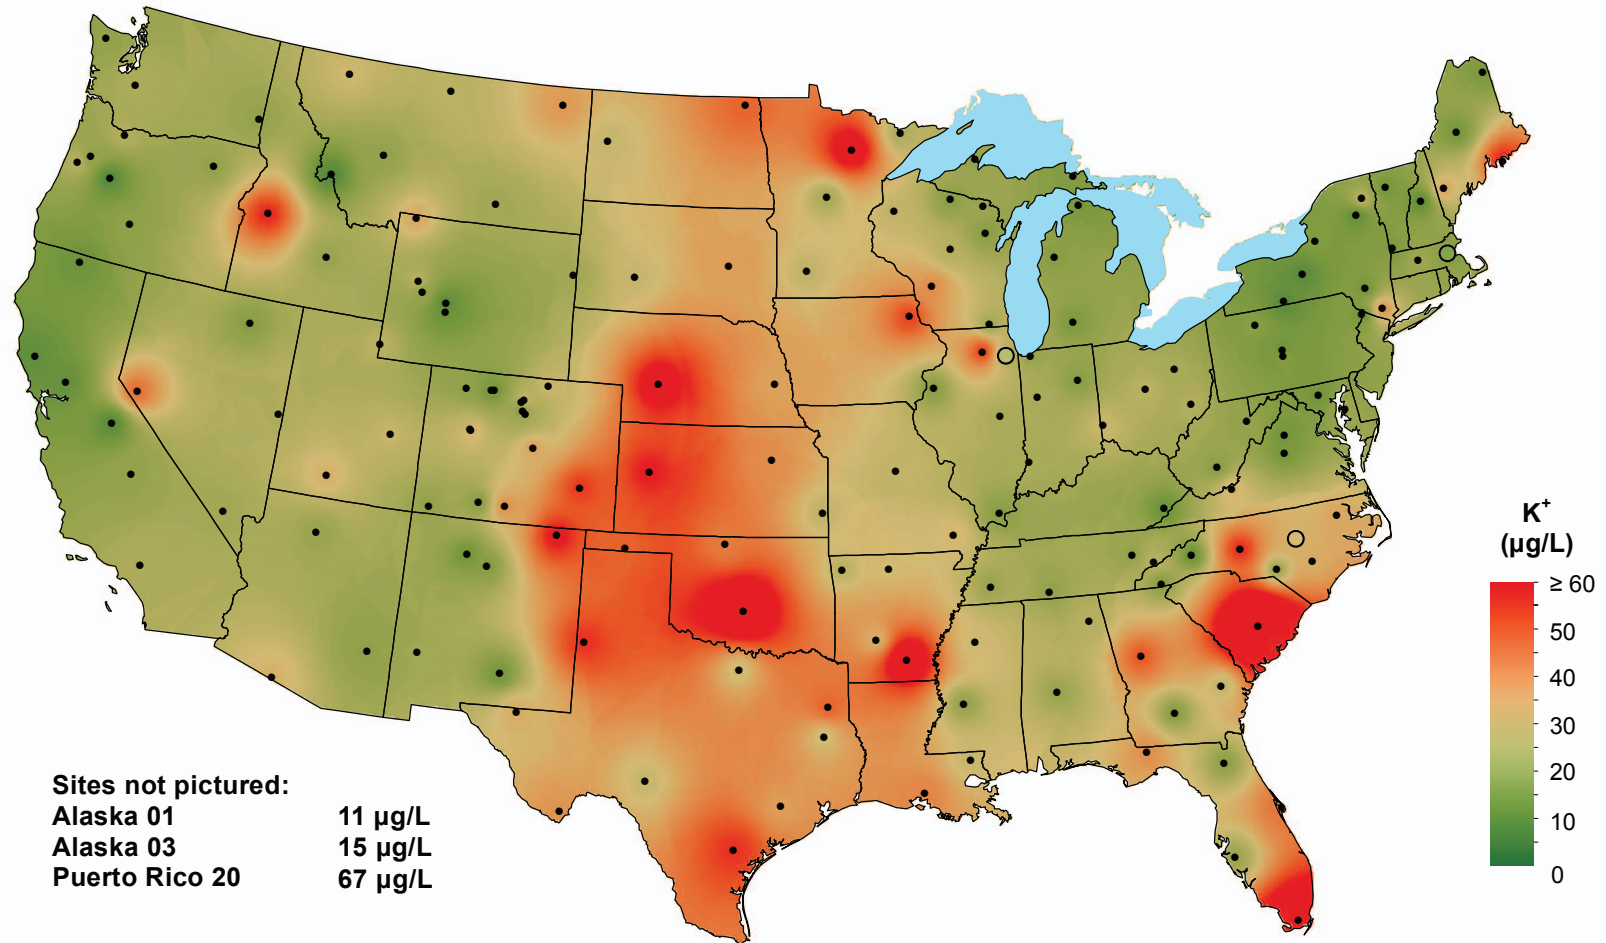 K+
(µg/L)
≥ 60
50
40
30
20
10
0
Sites not pictured:
Alaska 01 11 µg/L
Alaska 03 15 µg/L
Puerto Rico 20 67 µg/L